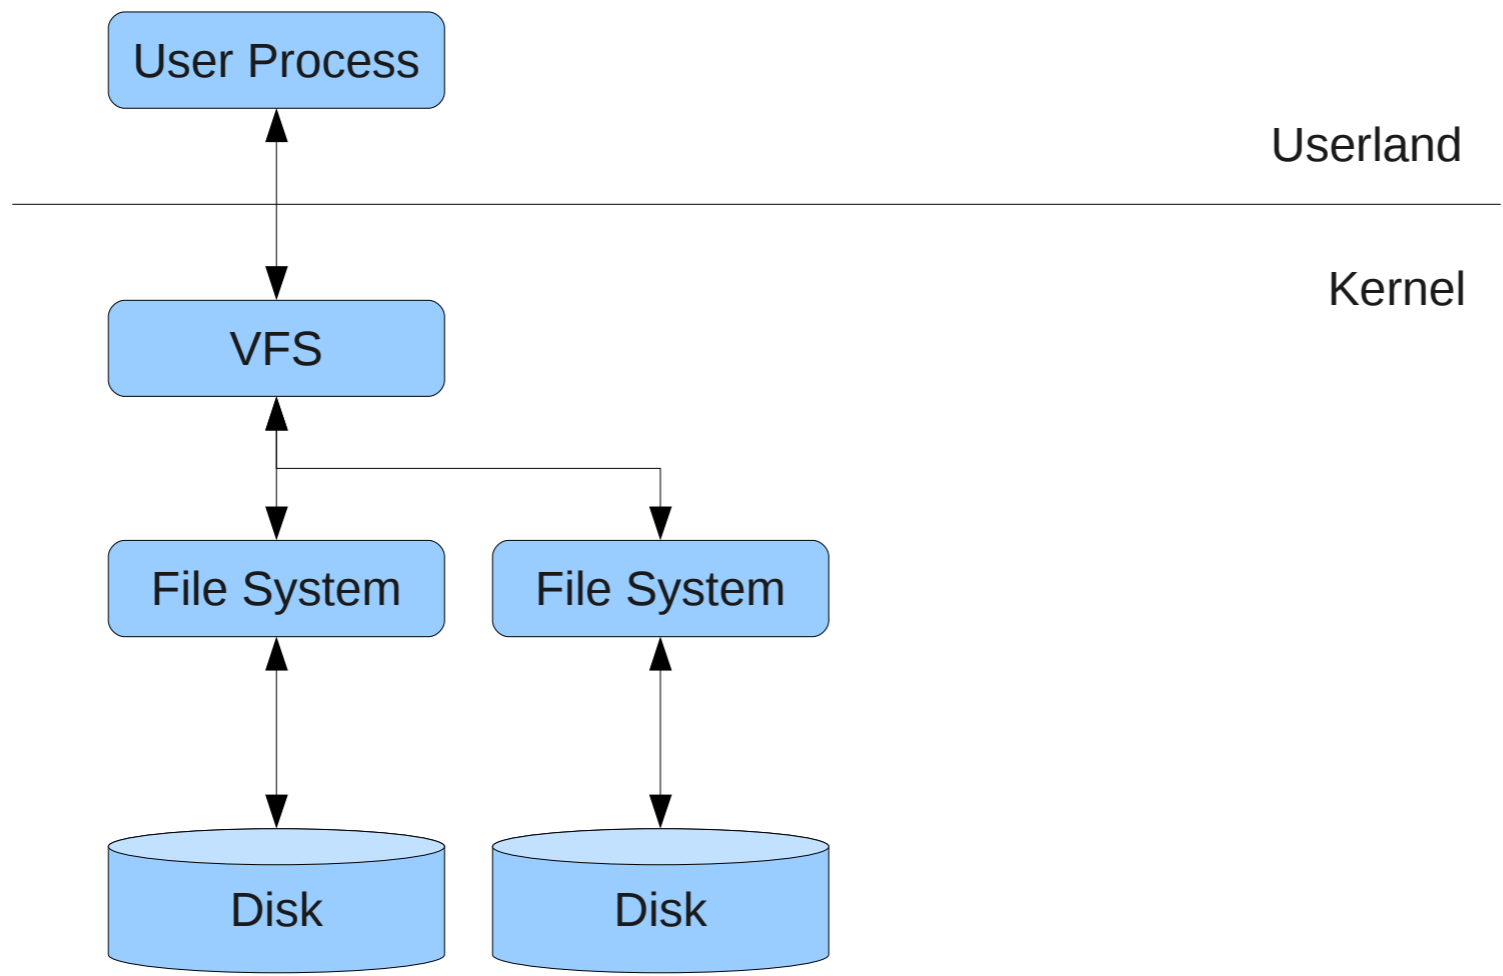 User Process
Userland
Kernel
VFS
File System
File System
Disk
Disk